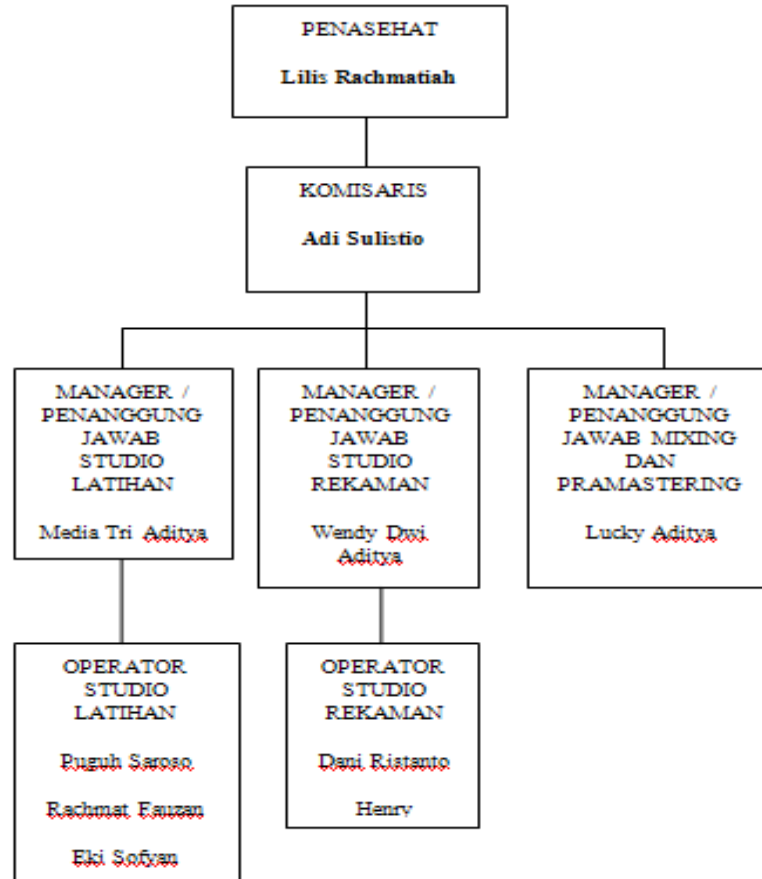 PENASEHAT
Lilis Rachmatiah
KOMISARIS
Adi Sulistio
MANAGER /
PENANGGUNG
JAWAB
STUDIO
LATIHAN
Media Tri Aditya
MANAGER /
PENANGGUNG
JAWAB
STUDIO
REKAMAN
Wendy Dwi
Aditya
MANAGER /
PENANGGUNG
JAWAB MIXING
DAN
PRAMASTERING
Lucky Aditya
OPERATOR
STUDIO
LATIHAN
Puguh Saroso
Rachmat Fauzan
Eki Sofyan
OPERATOR
STUDIO
REKAMAN
Dani Ristanto
Henry